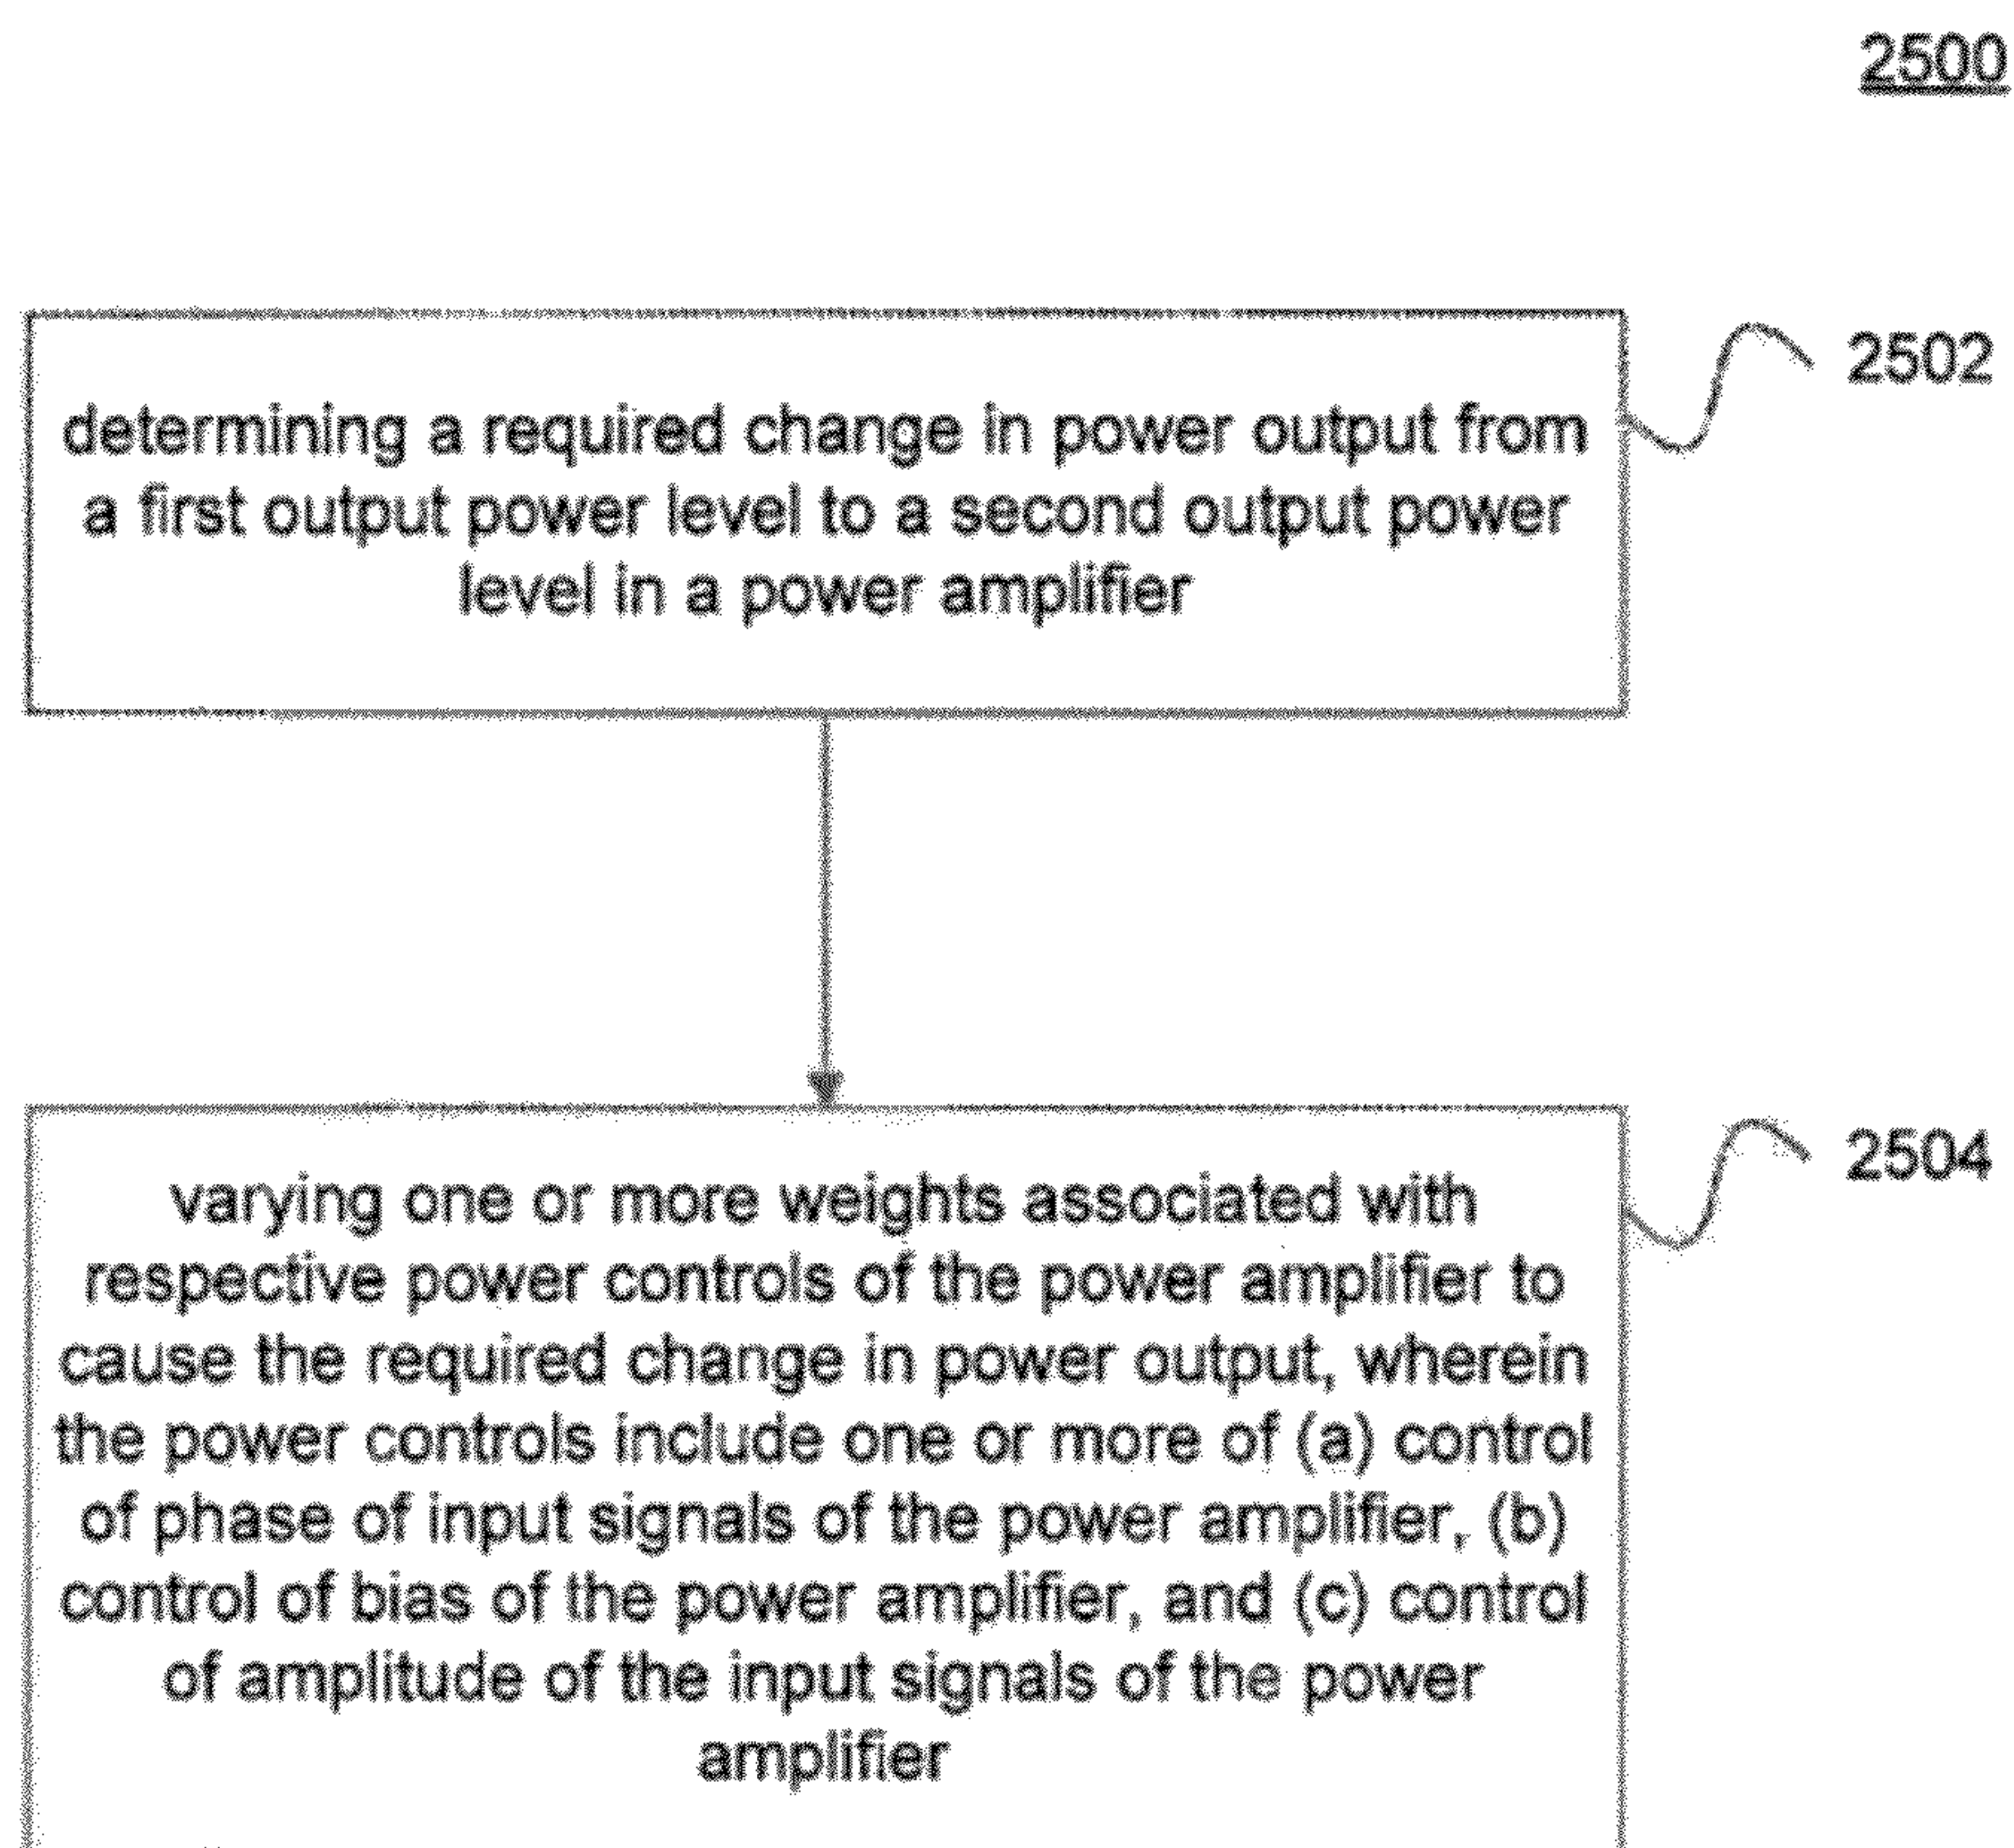 2500
determining a required change in power output from
2502
a first output power level to a second output power
level in a power amplifier
varying one or more weights associated with
2504
respective power controls of the power amplifier to
cause the required change in power output, wherein
the power controls include one or more of (a) control
of phase of input signals of the power amplifier, (b)
control of bias of the power amplifier, and (c) control
of amplitude of the input signals of the power
amplifier